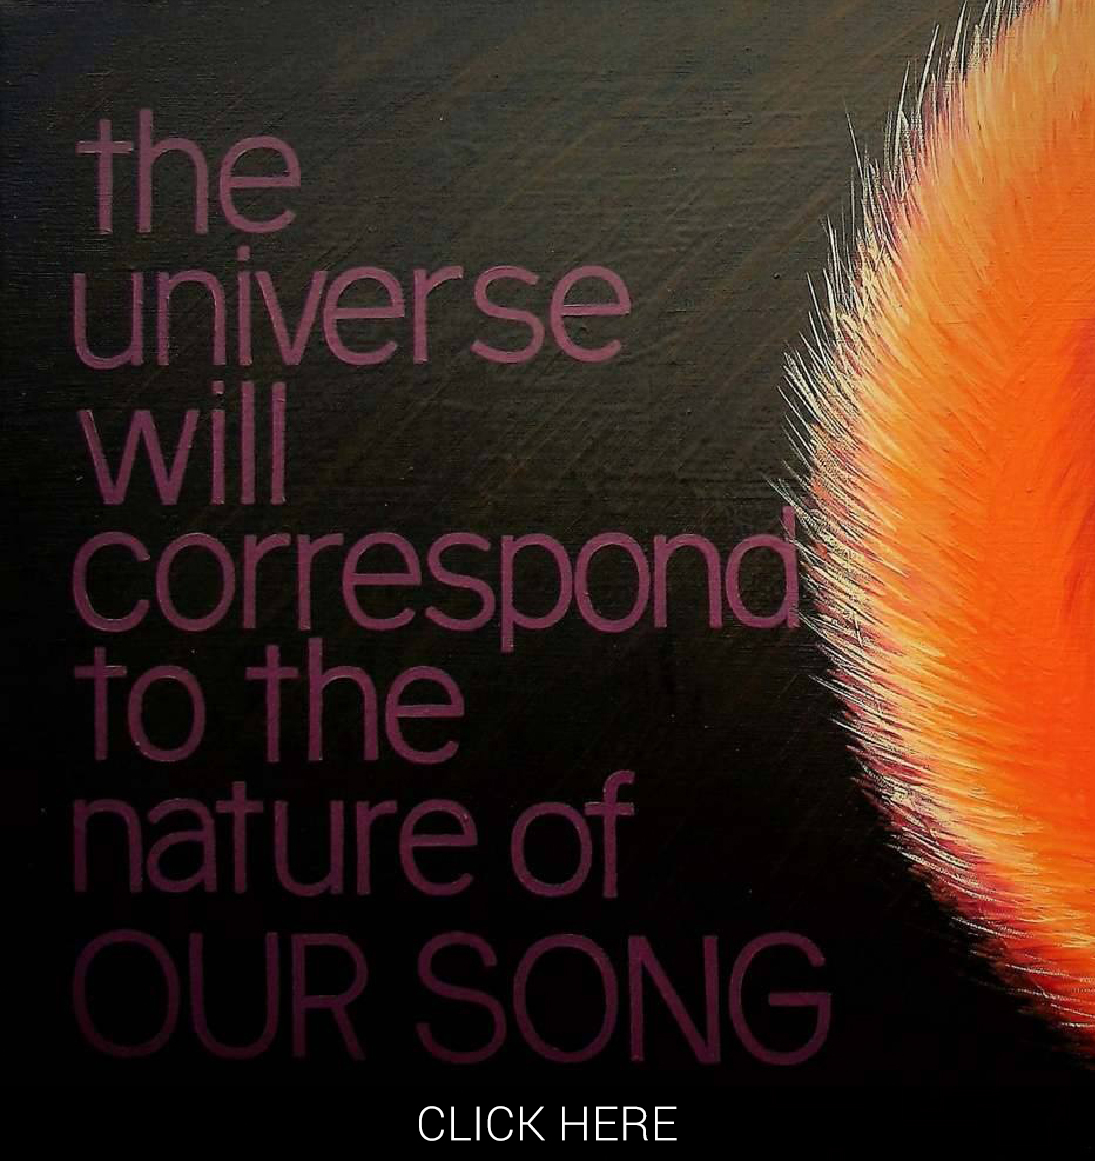 the
universe
will
correspond
to the
nature of
OUR SONG
CLICK HERE